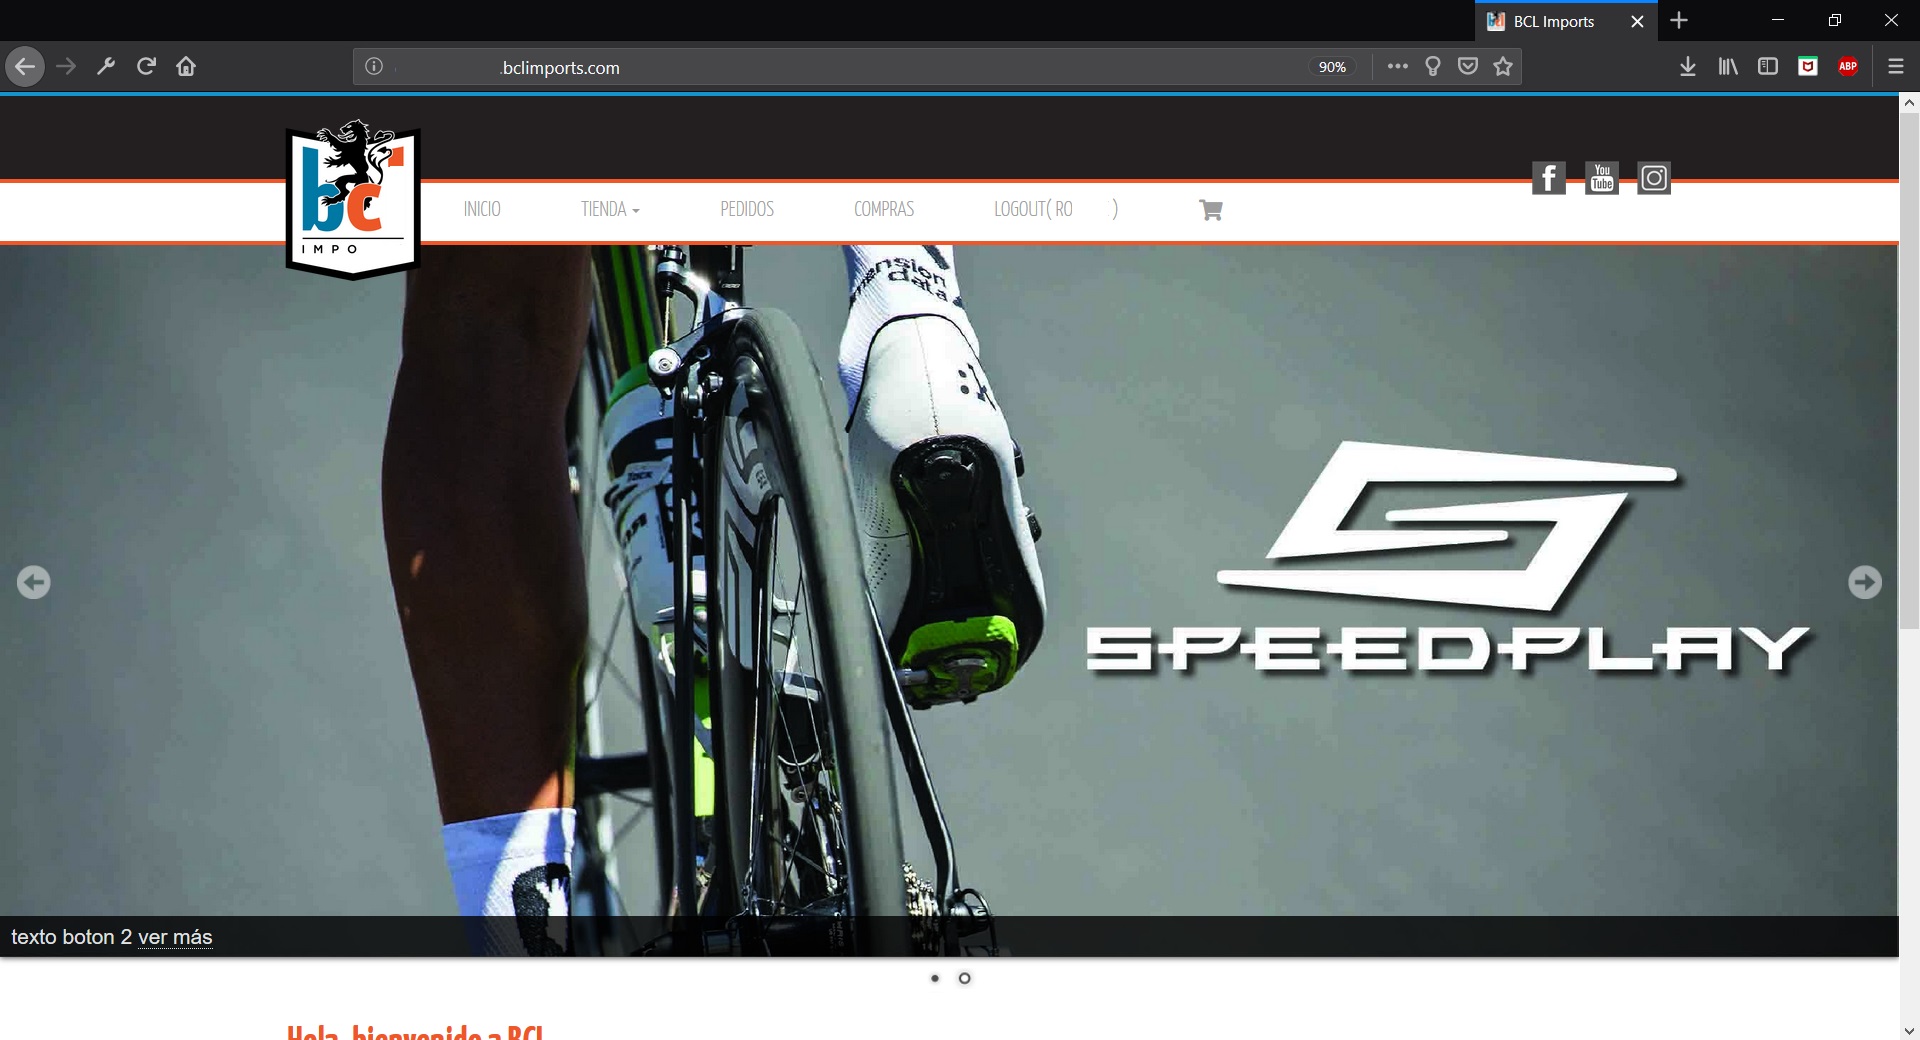 BCL Imports
.bclimports.com
90%
ABP
bc
IMPO
You
Tube
INICIO
TIENDA
PEDIDOS
COMPRAS
LOGOUT( RO )
nsion
data
SPEEDPLAY
texto boton 2 ver más
Hola, bienvenido a BCL